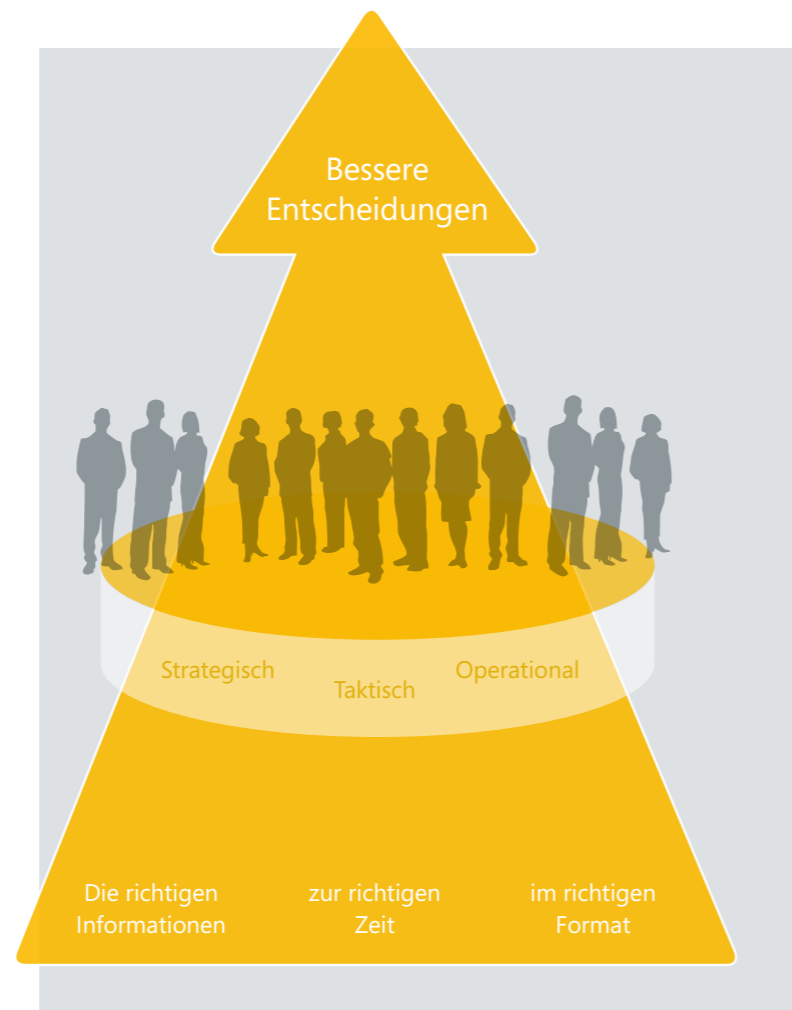 Bessere
Entscheidungen
Strategisch
Taktisch
Operational
Die richtigen
Informationen
zur richtigen
Zeit
im richtigen
Format